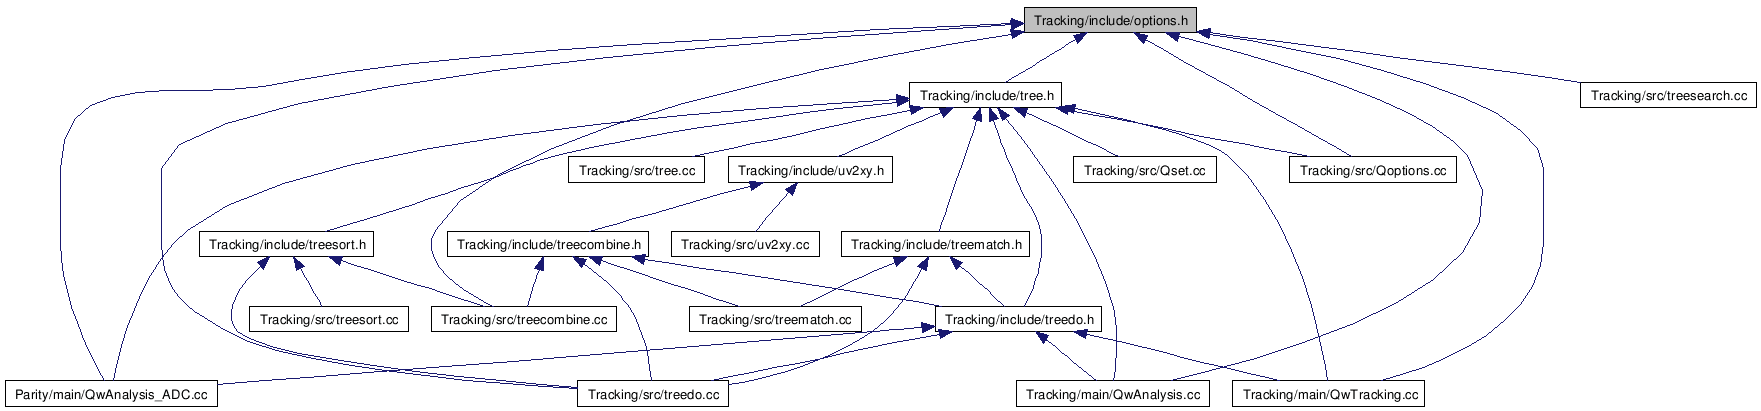 Tracking/include/options.h
Tracking/include/tree.h
Tracking/src/treesearch.cc
Tracking/src/tree.cc
Tracking/include/uv2xy.h
Tracking/src/Qset.cc
Tracking/src/Qoptions.cc
Tracking/include/treesort.h
Tracking/include/treecombine.h
Tracking/src/uv2xy.cc
Tracking/include/treematch.h
Tracking/src/treesort.cc
Tracking/src/treecombine.cc
Tracking/src/treematch.cc
Tracking/include/treedo.h
Parity/main/QwAnalysis_ADC.cc
Tracking/src/treedo.cc
Tracking/main/QwAnalysis.cc
Tracking/main/QwTracking.cc